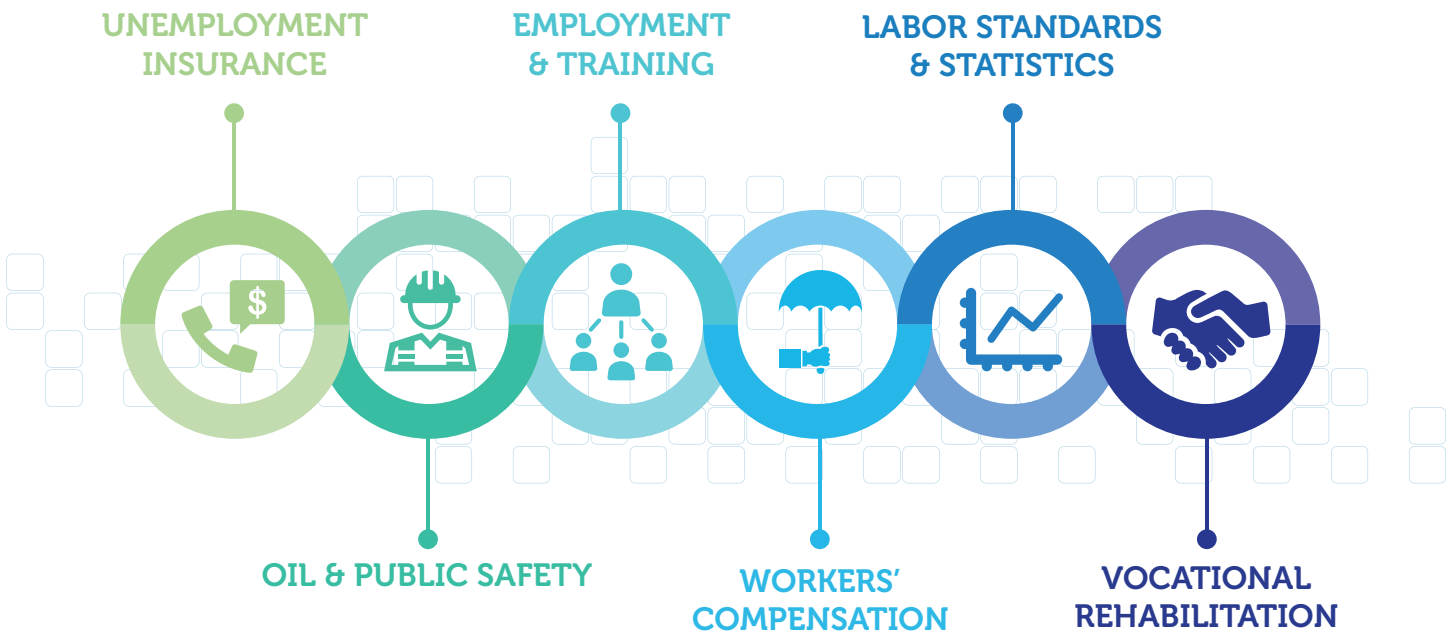 UNEMPLOYMENT
INSURANCE
EMPLOYMENT
& TRAINING
LABOR STANDARDS
& STATISTICS
$
OIL & PUBLIC SAFETY
WORKERS’
COMPENSATION
VOCATIONAL
REHABILITATION